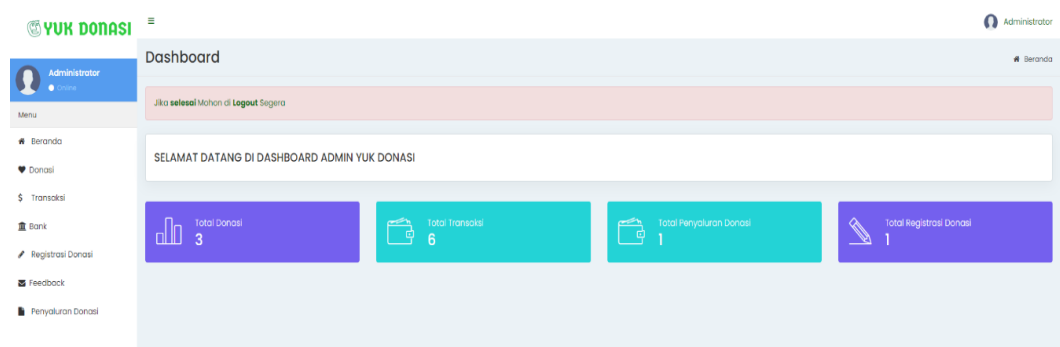 YUK DONASI
Administrator
Dashboard
Beranda
Administrator
Online
Jika selesai Mohon di Logout Segera
Menu
Beranda
SELAMAT DATANG DI DASHBOARD ADMIN YUK DONASI
Donasi
Transaksi
Bank
Registrasi Donasi
Feedback
Penyaluran Donasi
Total Donasi
3
Total Transaksi
6
Total Penyaluran Donasi
1
Total Registrasi Donasi
1